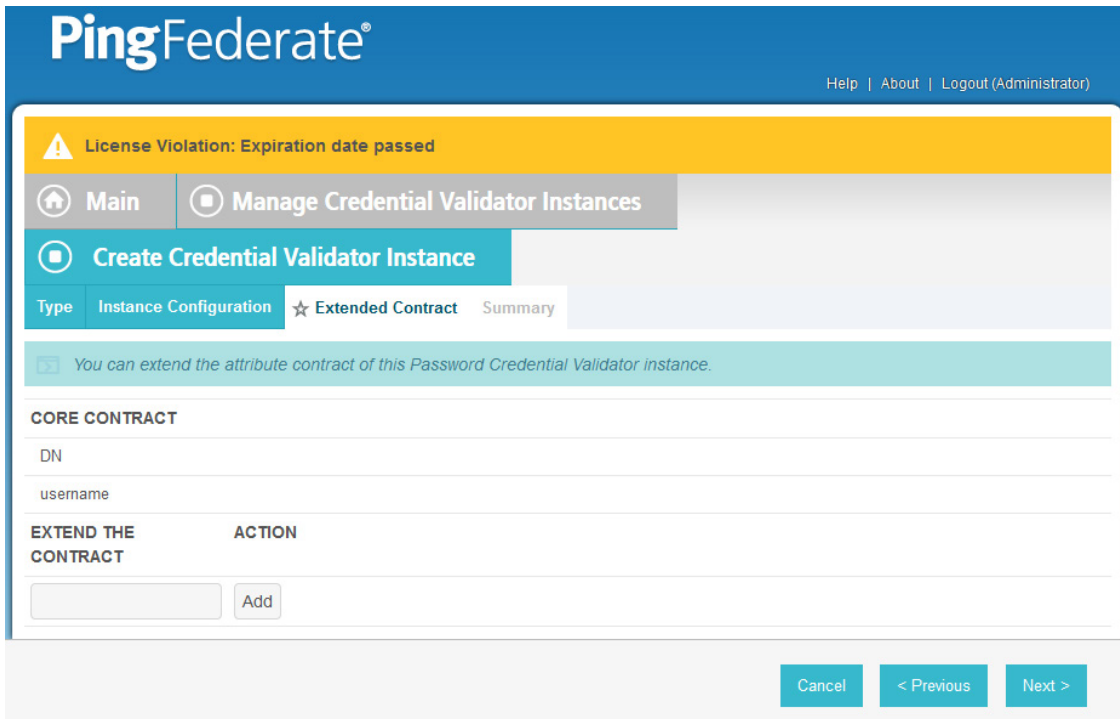 PingFederate®
Help | About | Logout (Administrator)
License Violation: Expiration date passed
Main Manage Credential Validator Instances
Create Credential Validator Instance
Type Instance Configuration Extended Contract Summary
You can extend the attribute contract of this Password Credential Validator instance.
CORE CONTRACT
DN
username
EXTEND THE ACTION
CONTRACT
Add
Cancel < Previous Next >